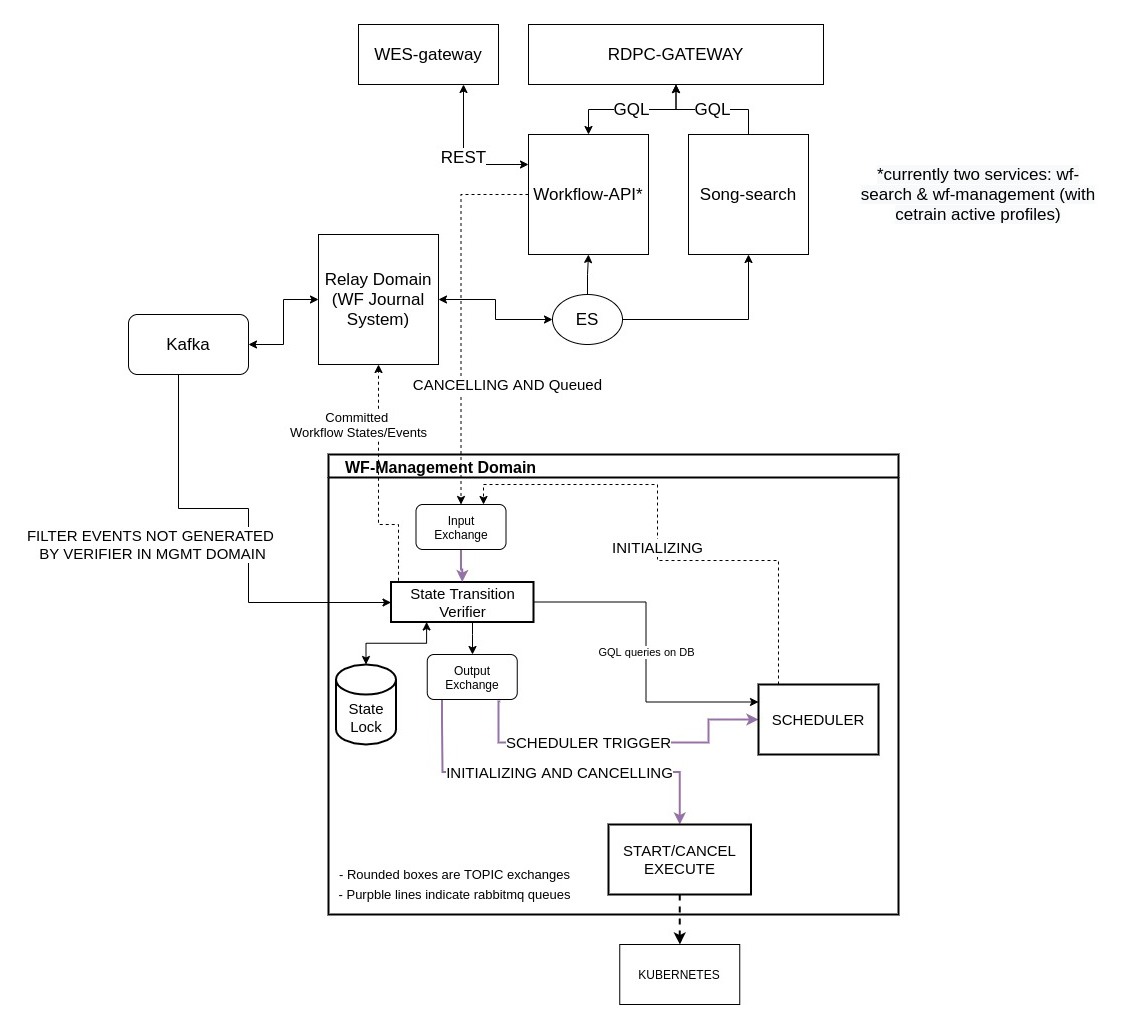 WES-gateway
RDPC-GATEWAY
GQL
GQL
REST
Workflow-API*
Song-search
*currently two services: wf-
search & wf-management (with
cetrain active profiles)
Relay Domain
(WF Journal
System)
ES
Kafka
CANCELLING AND Queued
Committed
Workflow States/Events
WF-Management Domain
Input
Exchange
FILTER EVENTS NOT GENERATED
BY VERIFIER IN MGMT DOMAIN
INITIALIZING
State Transition
Verifier
GQL queries on DB
Output
Exchange
State
Lock
SCHEDULER
SCHEDULER TRIGGER
INITIALIZING AND CANCELLING
START/CANCEL
EXECUTE
- Rounded boxes are TOPIC exchanges
- Purpble lines indicate rabbitmq queues
KUBERNETES